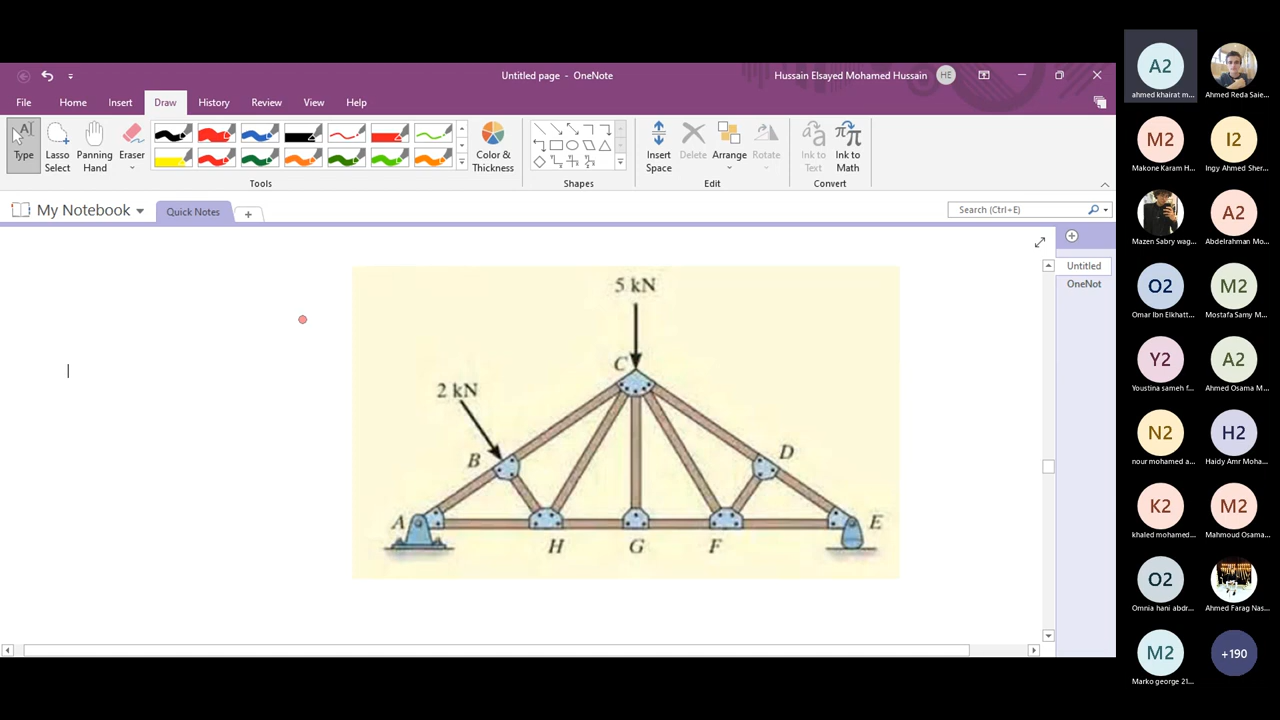 Untitled page - OneNote
Hussain Elsayed Mohamed Hussain
HE
File
Home
Insert
Draw
History
Review
View
Help
Type
Lasso Select
Panning Hand
Eraser
Color & Thickness
Insert Space
Delete
Arrange
Rotate
Ink to Text
Ink to Math
Tools
Shapes
Edit
Convert
My Notebook
Quick Notes
Search (Ctrl+E)
Untitled
OneNot
5 kN
C
2 kN
B
D
A
E
H
G
F
A2
ahmed khairat m...
Ahmed Reda Saie...
M2
Makone Karam H...
I2
Ingy Ahmed Sher...
Mazen Sabry wag...
A2
Abdelrahman Mo...
O2
Omar Ibn Elkhatt...
M2
Mostafa Samy M...
Y2
Youstina sameh f...
A2
Ahmed Osama M...
N2
nour mohamed a...
H2
Haidy Amr Moha...
K2
khaled mohamed...
M2
Mahmoud Osama...
O2
Omnia hani abdr...
Ahmed Farag Nas...
M2
Marko george 21...
+190